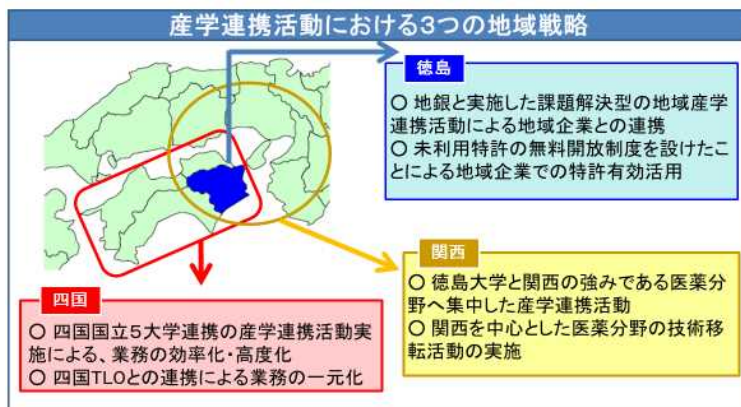 産学連携活動における3つの地域戦略
徳島
○ 地銀と実施した課題解決型の地域産学
連携活動による地域企業との連携
○ 未利用特許の無料開放制度を設けたこ
とによる地域企業での特許有効活用
関西
○ 徳島大学と関西の強みである医薬分
野へ集中した産学連携活動
○ 関西を中心とした医薬分野の技術移
転活動の実施
四国
○ 四国国立5大学連携の産学連携活動実
施による、業務の効率化・高度化
○ 四国TLOとの連携による業務の一元化